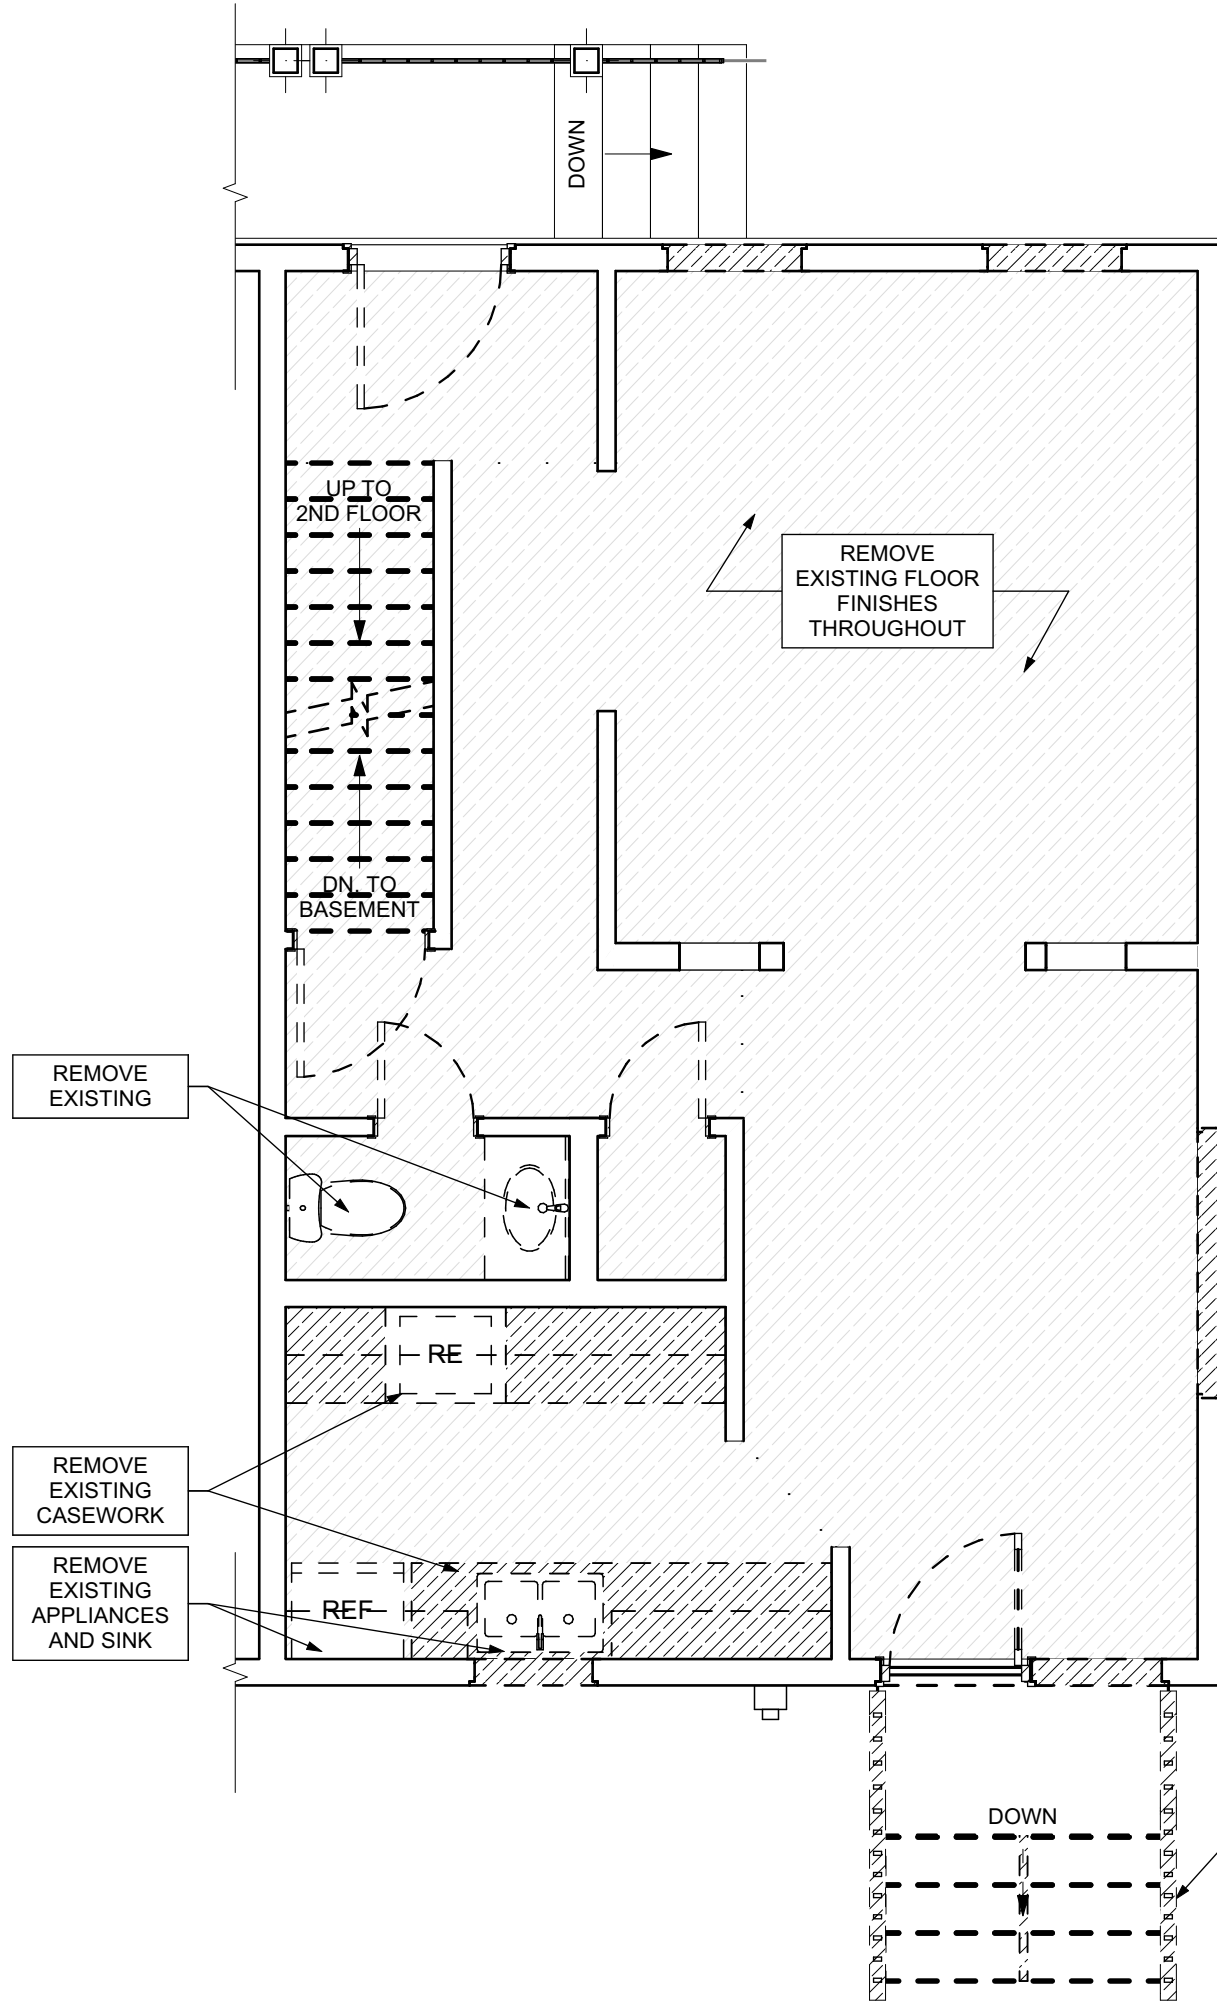 DOWN
UP TO
2ND FLOOR
REMOVE
EXISTING FLOOR
FINISHES
THROUGHOUT
DN. TO
BASEMENT
REMOVE
EXISTING
RE
REMOVE
EXISTING
CASEWORK
REMOVE
EXISTING
APPLIANCES
AND SINK
REF
DOWN